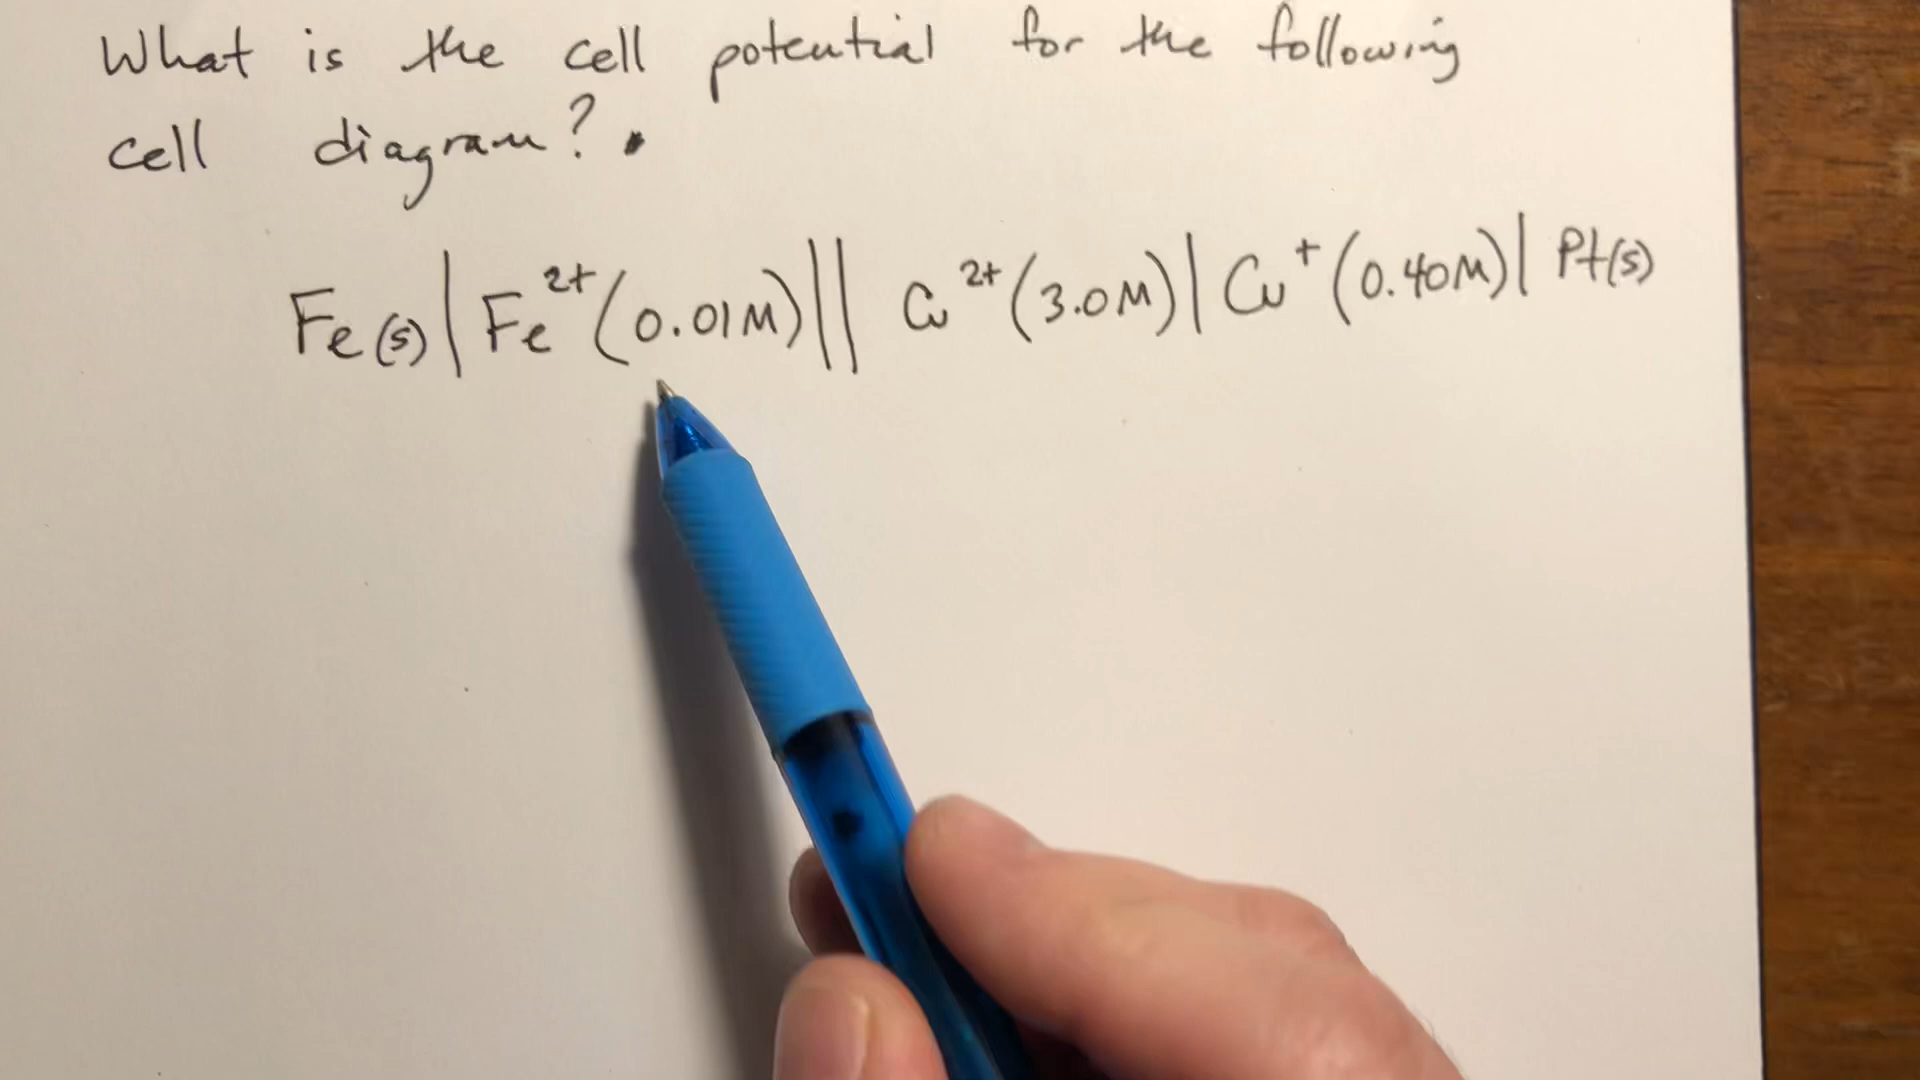 What is the cell potential for the following
cell diagram?.
Fe(s) | Fe²⁺(0.01M) || Cu²⁺(3.0M) | Cu⁺(0.40M) | Pt(s)